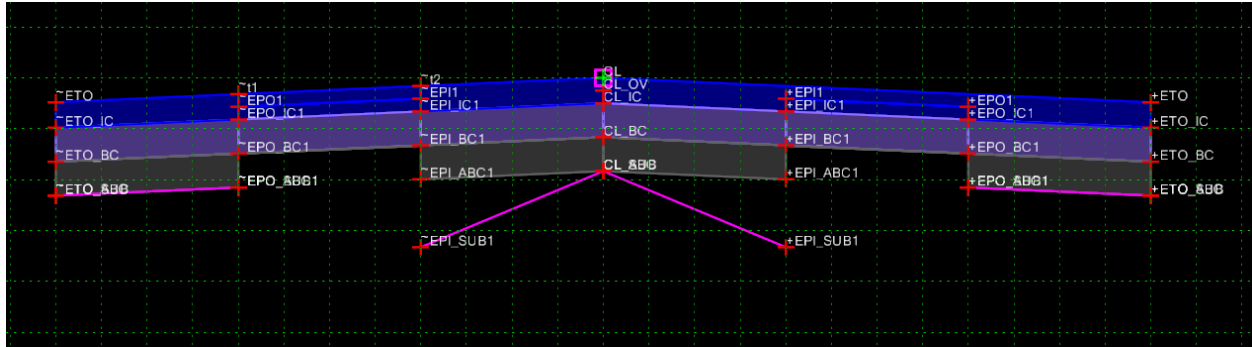 CL
~t2
~t1
CL_OV
~ETO
~EPI1
+EPI1
+ETO
~EPO1
CL_IC
+EPO1
~EPI_IC1
+EPI_IC1
~EPO_IC1
+EPO_IC1
~ETO_IC
+ETO_IC
CL_BC
~EPI_BC1
+EPI_BC1
~EPO_BC1
+EPO_BC1
~ETO_BC
+ETO_BC
~EPI_ABC1
+EPI_ABC1
~EPI_SUB1
+EPI_SUB1